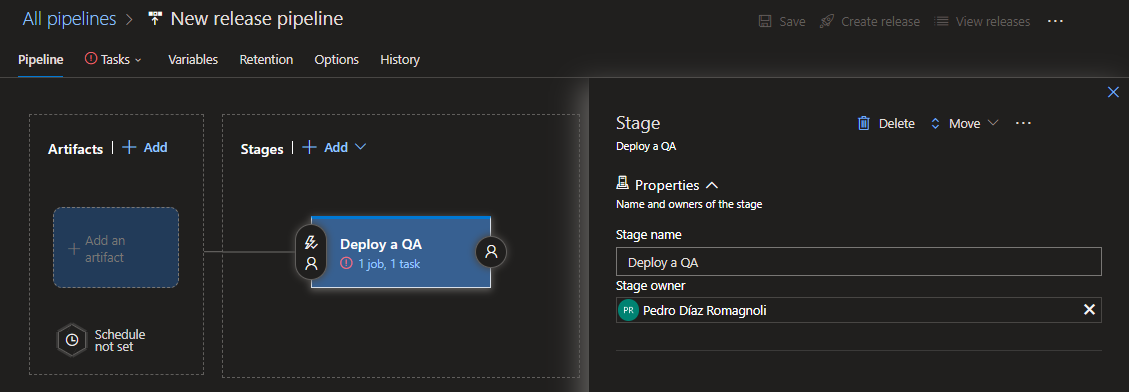 All pipelines > New release pipeline
Save Create release View releases ...
Pipeline Tasks Variables Retention Options History
Artifacts | + Add
Stages | + Add
+ Add an
artifact
Schedule
not set
Deploy a QA
1 job, 1 task
Stage
Delete Move ...
Deploy a QA
Properties
Name and owners of the stage
Stage name
Deploy a QA
Stage owner
PR Pedro Díaz Romagnoli